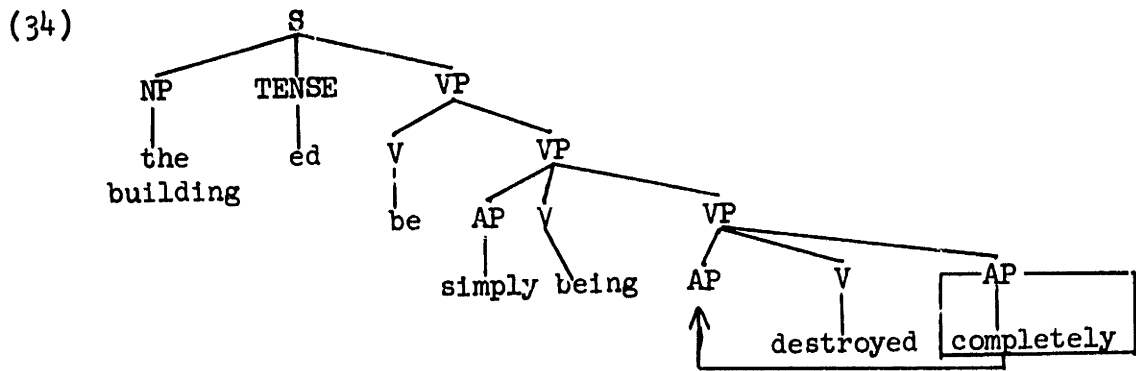 (34)
S
NP TENSE VP
the building ed V VP
be AP V VP
simply being AP V AP
destroyed completely